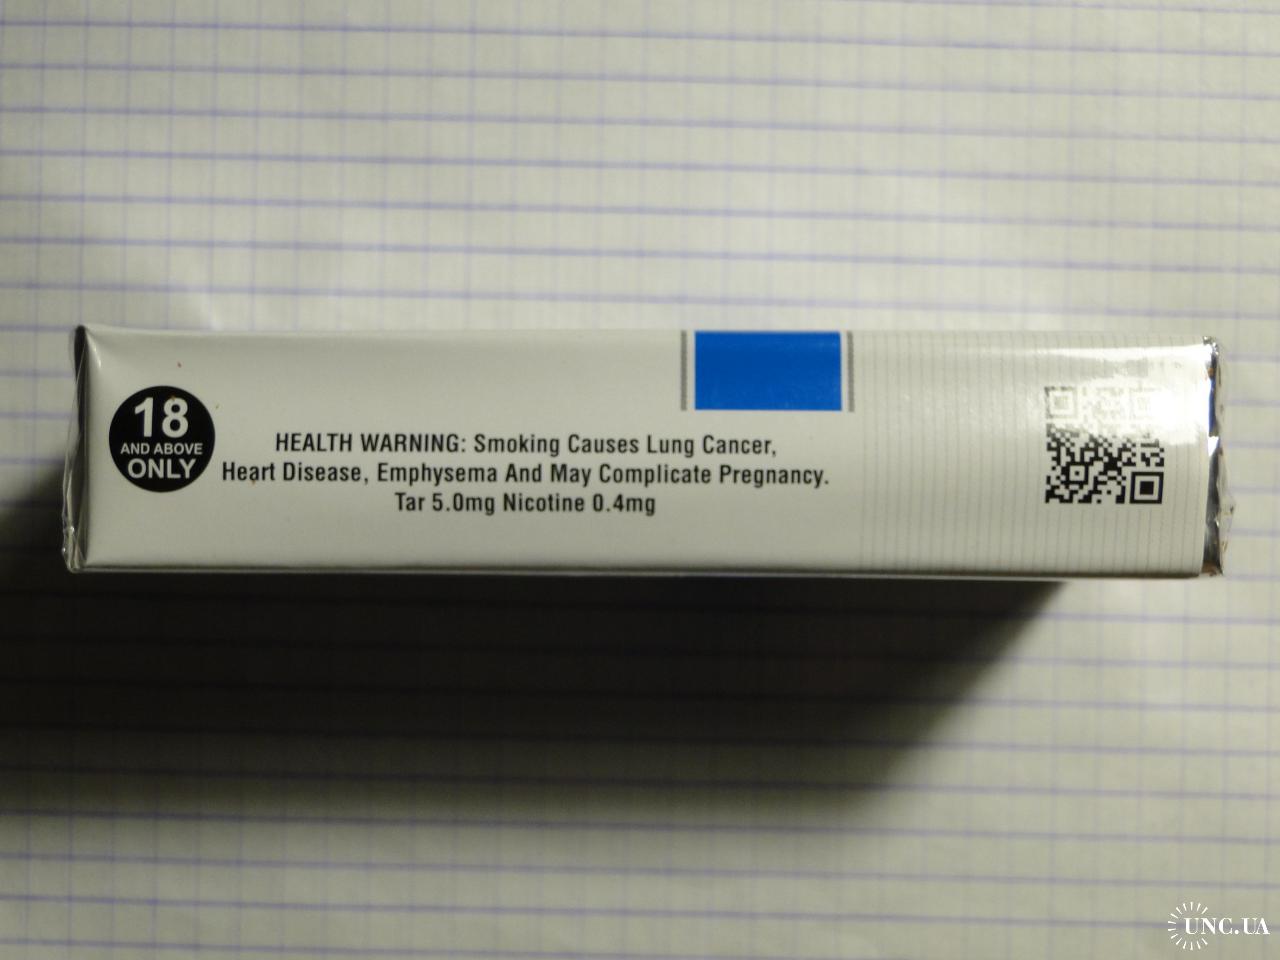 18
AND ABOVE
ONLY
HEALTH WARNING: Smoking Causes Lung Cancer,
Heart Disease, Emphysema And May Complicate Pregnancy.
Tar 5.0mg Nicotine 0.4mg
UNC.UA